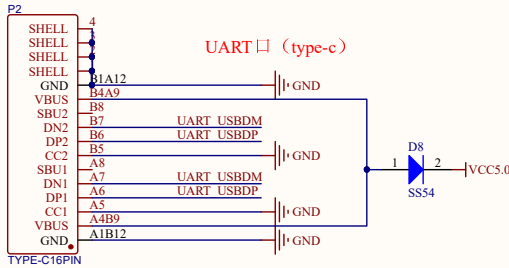 P2
UART口（type-c）
SHELL 4
SHELL
SHELL
SHELL
GND B1A12 GND
VBUS B4A9
SBU2 B8
DN2 B7 UART_USBDM
DP2 B6 UART_USBDP
CC2 B5 GND
SBU1 A8
DN1 A7 UART_USBDM
DP1 A6 UART_USBDP
CC1 A5 GND
VBUS A4B9
GND A1B12 GND
TYPE-C16PIN
D8
1 2 VCC5.0
SS54